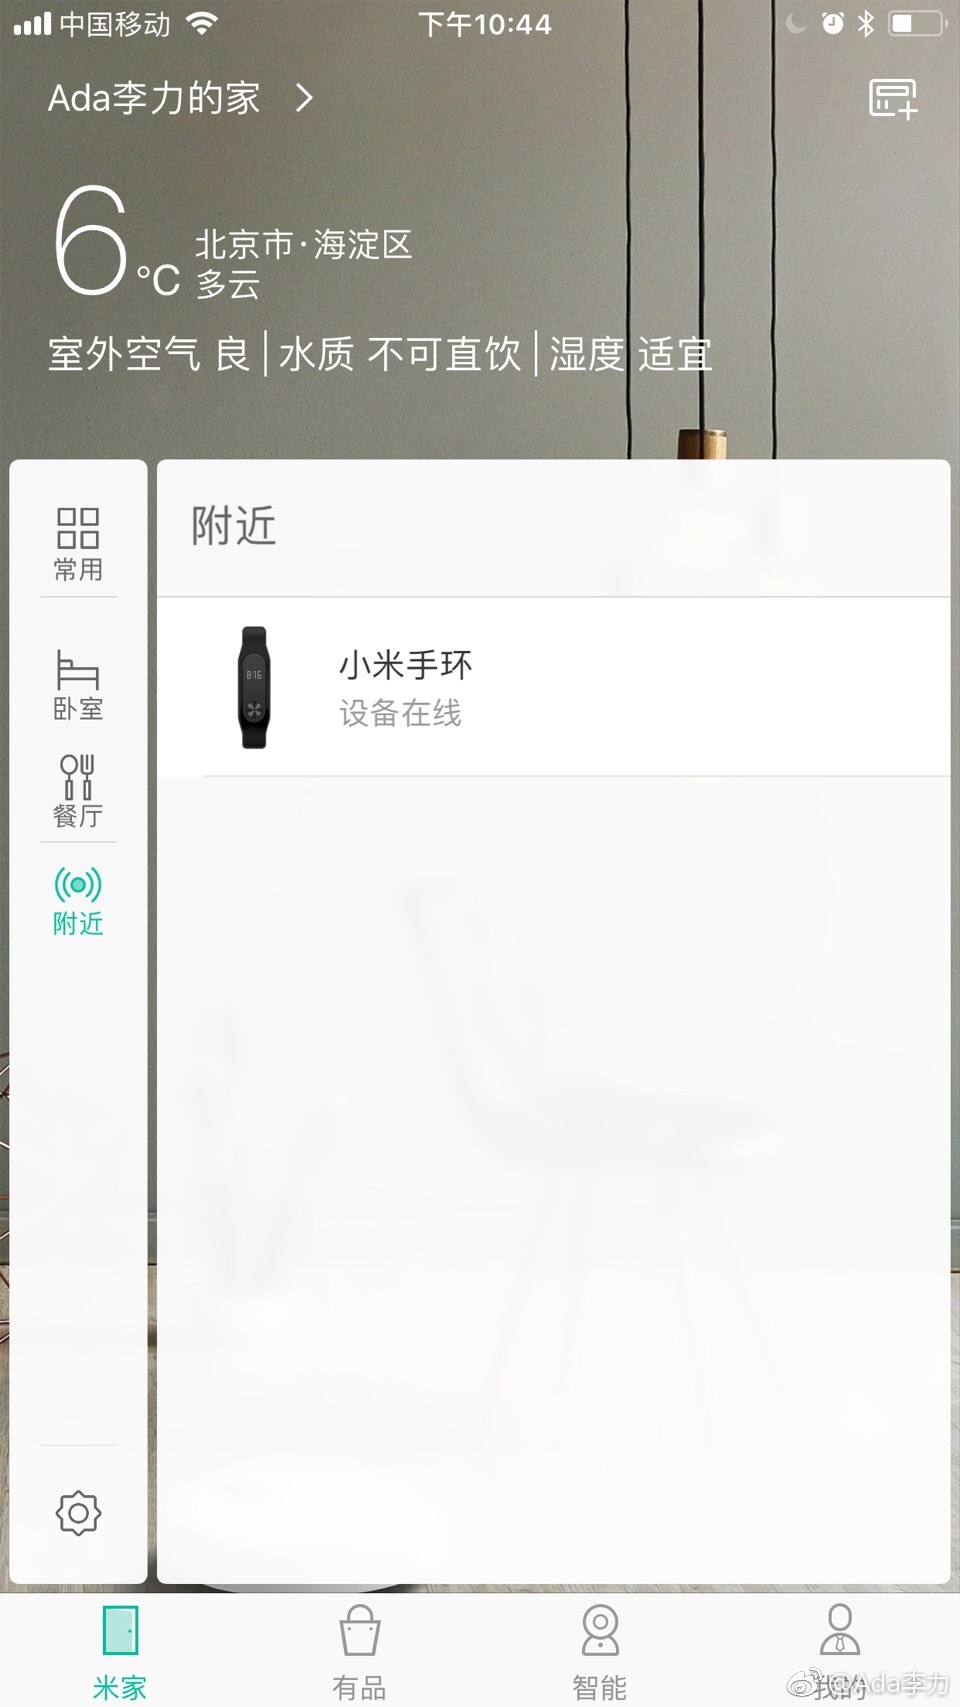 中国移动 下午10:44
Ada李力的家
6 °C
北京市·海淀区
多云
室外空气 良|水质 不可直饮|湿度 适宜
常用
卧室
餐厅
附近
附近
8:16
小米手环
设备在线
米家
有品
智能
我的
@Ada李力